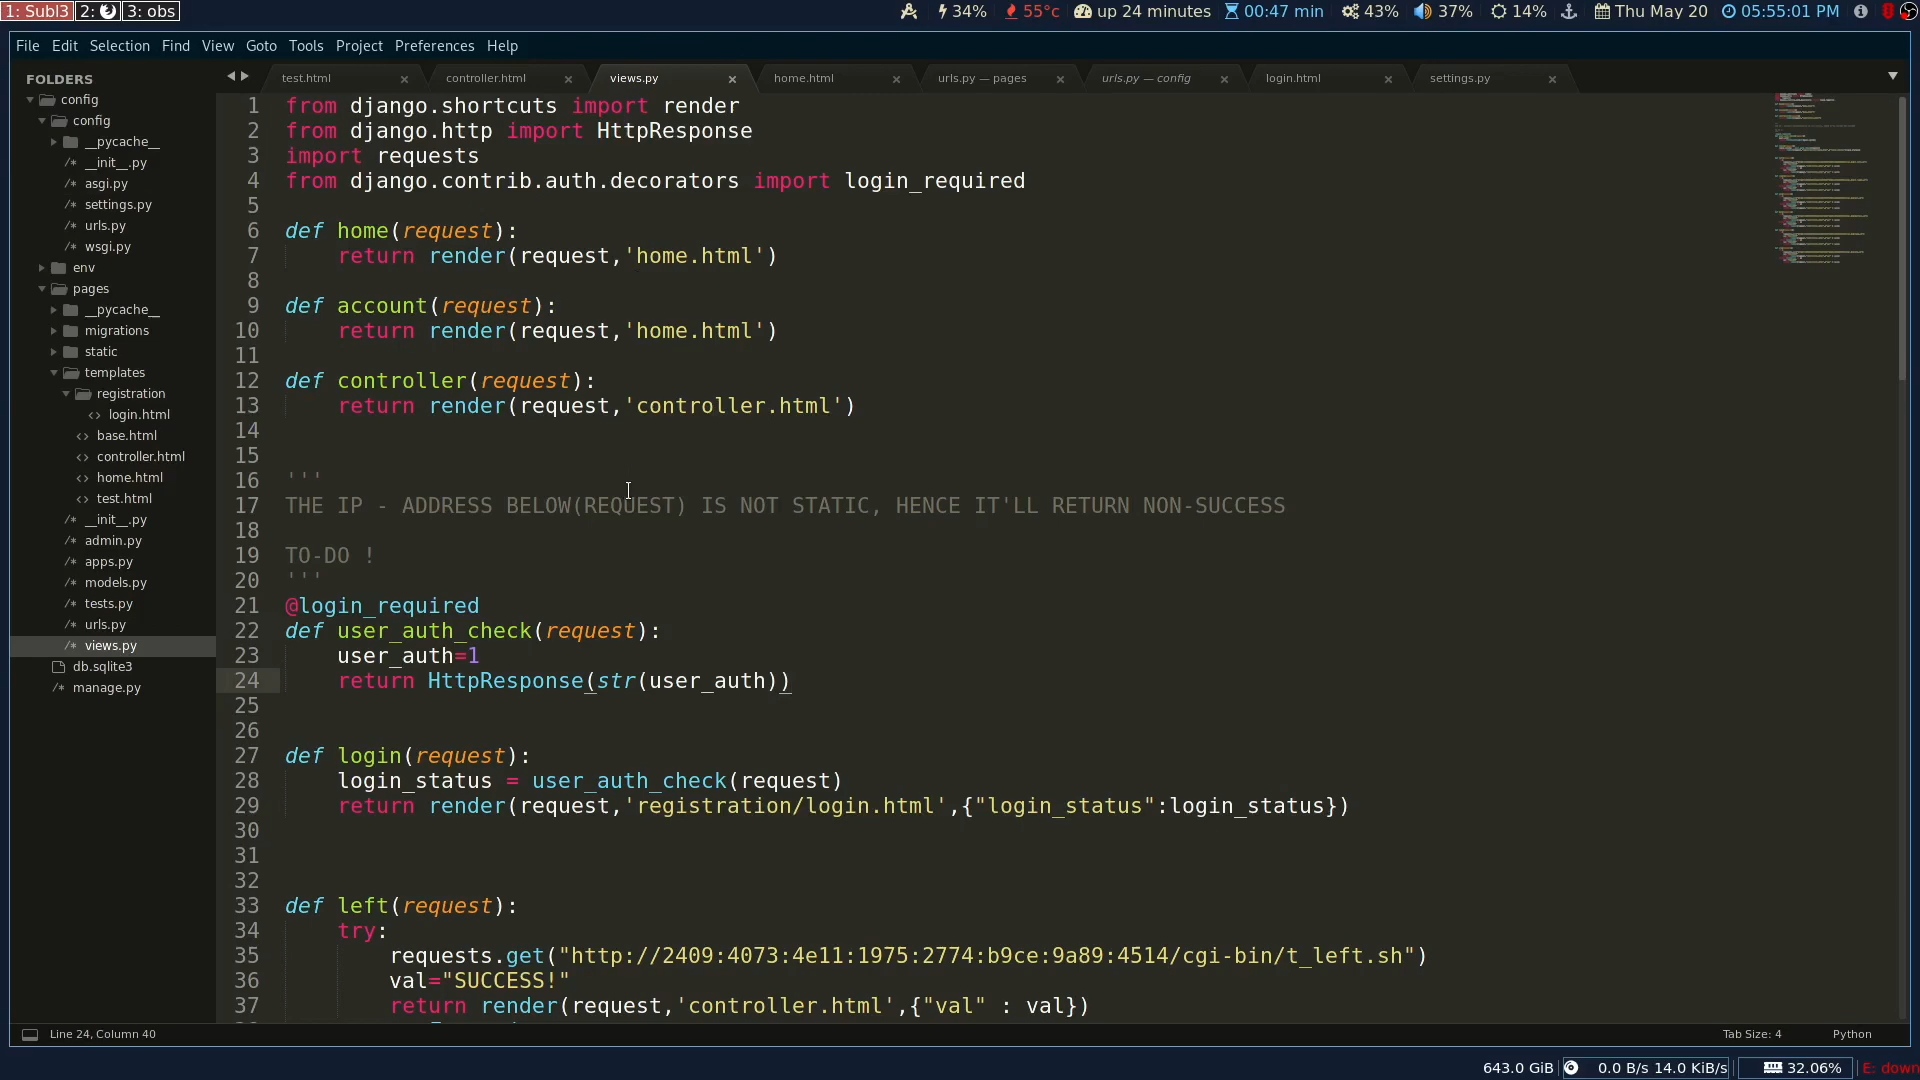 1: Subl3 2: 3: obs
34% 55°c up 24 minutes 00:47 min 43% 37% 14% Thu May 20 05:55:01 PM
File Edit Selection Find View Goto Tools Project Preferences Help
FOLDERS
config
config
__pycache__
/* __init__.py
/* asgi.py
/* settings.py
/* urls.py
/* wsgi.py
env
pages
__pycache__
migrations
static
templates
registration
<> login.html
<> base.html
<> controller.html
<> home.html
<> test.html
/* __init__.py
/* admin.py
/* apps.py
/* models.py
/* tests.py
/* urls.py
/* views.py
db.sqlite3
/* manage.py
test.html × controller.html × views.py × home.html × urls.py — pages × urls.py — config × login.html × settings.py ×
1 from django.shortcuts import render
2 from django.http import HttpResponse
3 import requests
4 from django.contrib.auth.decorators import login_required
5
6 def home(request):
7     return render(request,'home.html')
8
9 def account(request):
10     return render(request,'home.html')
11
12 def controller(request):
13     return render(request,'controller.html')
14
15
16 '''
17 THE IP - ADDRESS BELOW(REQUEST) IS NOT STATIC, HENCE IT'LL RETURN NON-SUCCESS
18
19 TO-DO !
20 '''
21 @login_required
22 def user_auth_check(request):
23     user_auth=1
24     return HttpResponse(str(user_auth))
25
26
27 def login(request):
28     login_status = user_auth_check(request)
29     return render(request,'registration/login.html',{"login_status":login_status})
30
31
32
33 def left(request):
34     try:
35         requests.get("http://2409:4073:4e11:1975:2774:b9ce:9a89:4514/cgi-bin/t_left.sh")
36         val="SUCCESS!"
37         return render(request,'controller.html',{"val" : val})
Line 24, Column 40
Tab Size: 4 Python
643.0 GiB 0.0 B/s 14.0 KiB/s 32.06% E: down